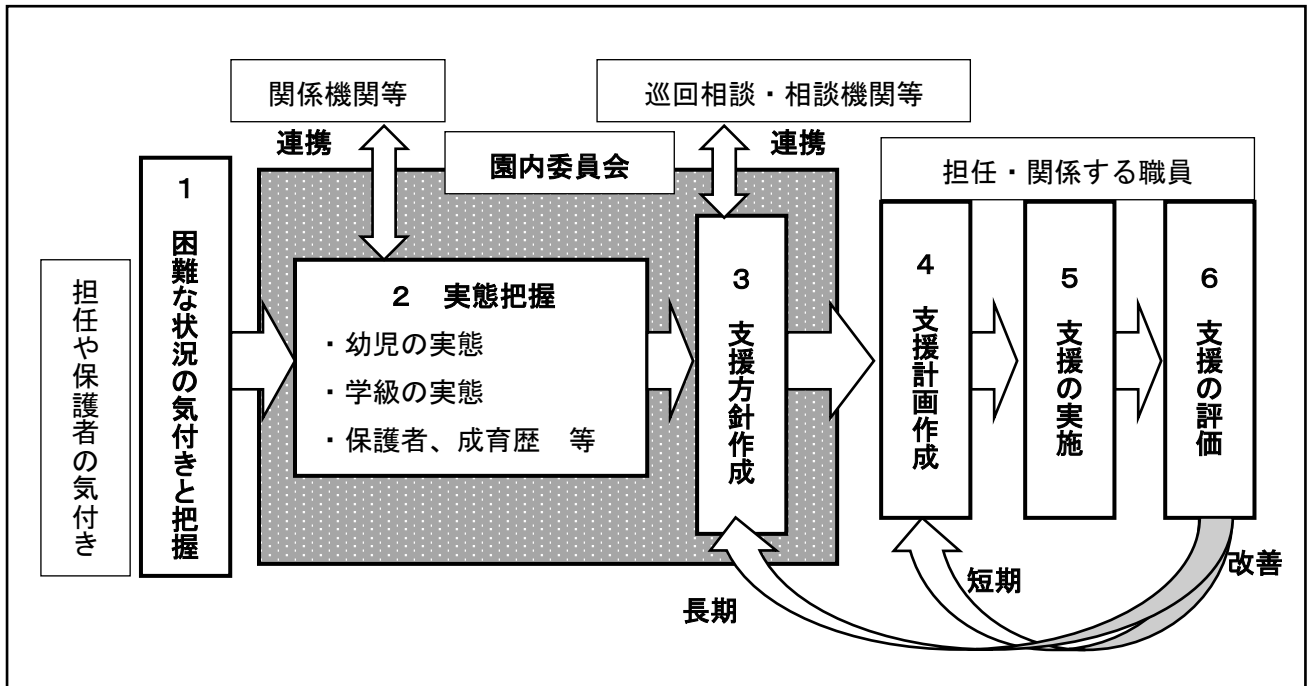 関係機関等
連携
巡回相談・相談機関等
連携
園内委員会
担任・関係する職員
担任や保護者の気付き
1 困難な状況の気付きと把握
2 実態把握
・幼児の実態
・学級の実態
・保護者、成育歴 等
3 支援方針作成
4 支援計画作成
5 支援の実施
6 支援の評価
長期
短期
改善